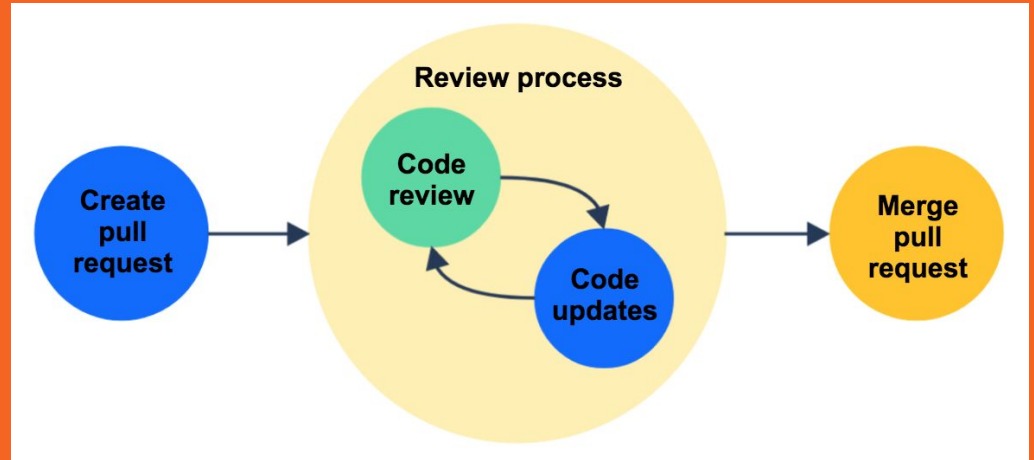 Create
pull
request
Review process
Code
review
Code
updates
Merge
pull
request